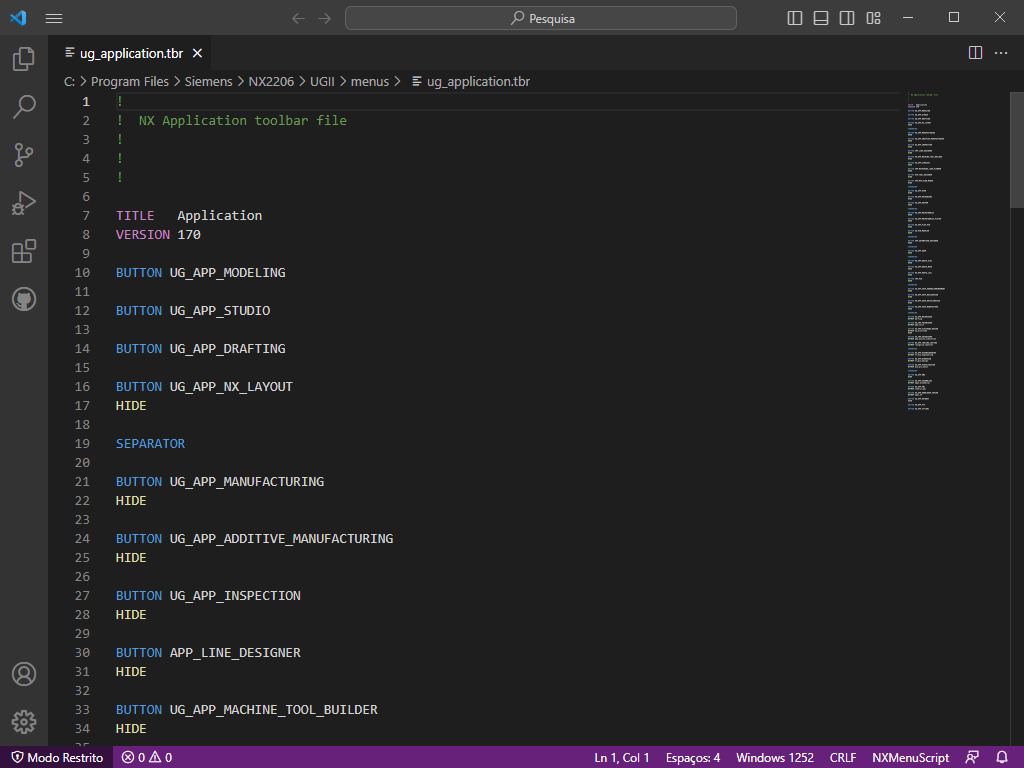 Pesquisa
ug_application.tbr
C: > Program Files > Siemens > NX2206 > UGII > menus > ug_application.tbr
1 !
2 !  NX Application toolbar file
3 !
4 !
5 !
6
7 TITLE   Application
8 VERSION 170
9
10 BUTTON UG_APP_MODELING
11
12 BUTTON UG_APP_STUDIO
13
14 BUTTON UG_APP_DRAFTING
15
16 BUTTON UG_APP_NX_LAYOUT
17 HIDE
18
19 SEPARATOR
20
21 BUTTON UG_APP_MANUFACTURING
22 HIDE
23
24 BUTTON UG_APP_ADDITIVE_MANUFACTURING
25 HIDE
26
27 BUTTON UG_APP_INSPECTION
28 HIDE
29
30 BUTTON APP_LINE_DESIGNER
31 HIDE
32
33 BUTTON UG_APP_MACHINE_TOOL_BUILDER
34 HIDE
35
Modo Restrito 0 0 Ln 1, Col 1 Espaços: 4 Windows 1252 CRLF NXMenuScript